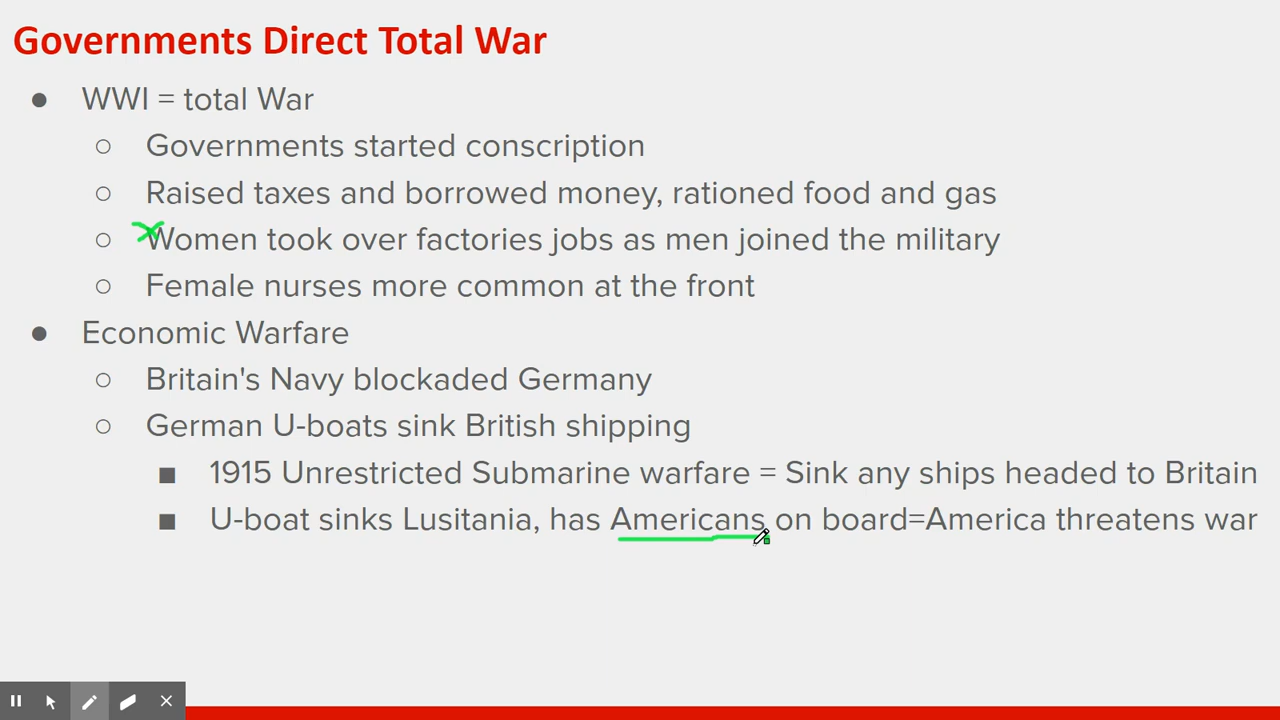 Governments Direct Total War
● WWI = total War
○ Governments started conscription
○ Raised taxes and borrowed money, rationed food and gas
○ Women took over factories jobs as men joined the military
○ Female nurses more common at the front
● Economic Warfare
○ Britain's Navy blockaded Germany
○ German U-boats sink British shipping
■ 1915 Unrestricted Submarine warfare = Sink any ships headed to Britain
■ U-boat sinks Lusitania, has Americans on board=America threatens war